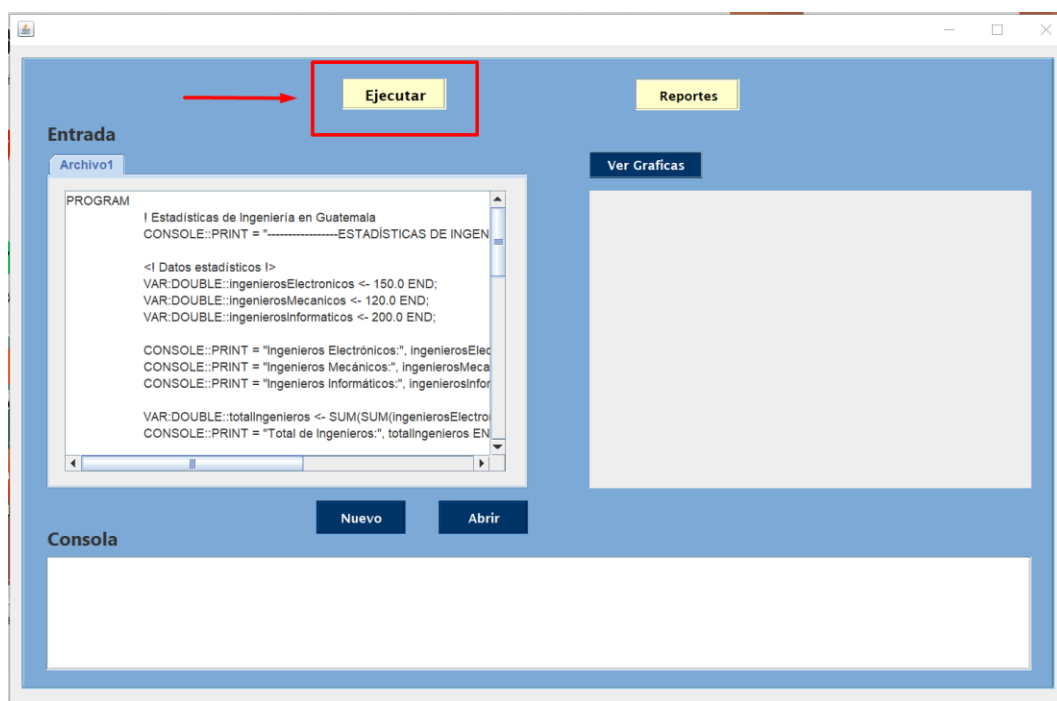 Ejecutar
Reportes
Entrada
Archivo1
Ver Graficas
PROGRAM
! Estadísticas de Ingeniería en Guatemala
CONSOLE::PRINT = "-----------------ESTADÍSTICAS DE INGEN
<! Datos estadísticos !>
VAR:DOUBLE::ingenierosElectronicos <- 150.0 END;
VAR:DOUBLE::ingenierosMecanicos <- 120.0 END;
VAR:DOUBLE::ingenierosInformaticos <- 200.0 END;
CONSOLE::PRINT = "Ingenieros Electrónicos:", ingenierosElec
CONSOLE::PRINT = "Ingenieros Mecánicos:", ingenierosMeca
CONSOLE::PRINT = "Ingenieros Informáticos:", ingenierosInfor
VAR:DOUBLE::totalIngenieros <- SUM(SUM(ingenierosElectro
CONSOLE::PRINT = "Total de Ingenieros:", totalIngenieros EN
Nuevo
Abrir
Consola